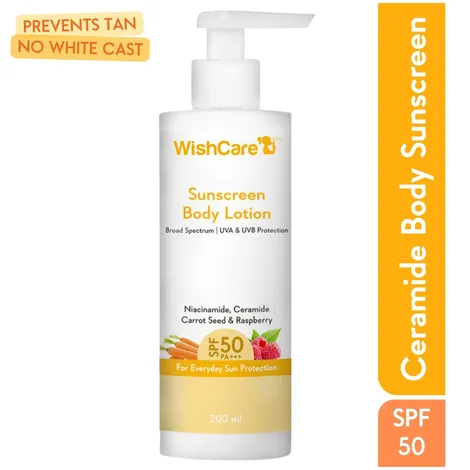 PREVENTS TAN
NO WHITE CAST
WishCare
Sunscreen
Body Lotion
Broad Spectrum | UVA & UVB Protection
Niacinamide, Ceramide
Carrot Seed & Raspberry
SPF 50
PA+++
For Everyday Sun Protection
200 ml
Ceramide Body Sunscreen
SPF
50